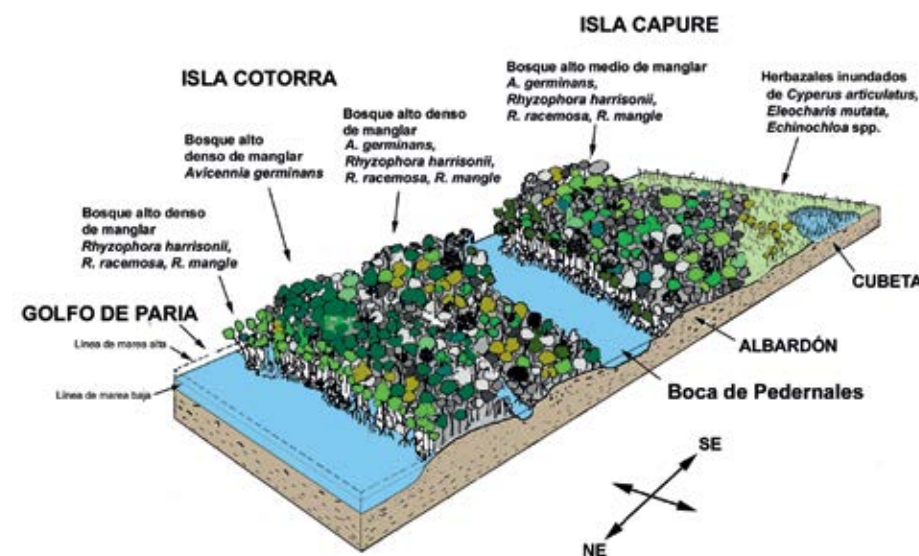 ISLA CAPURE
ISLA COTORRA
Bosque alto medio de manglar
A. germinans,
Rhyzophora harrisonii,
R. racemosa, R. mangle
Herbazales inundados
de Cyperus articulatus,
Eleocharis mutata,
Echinochloa spp.
Bosque alto denso
de manglar
A. germinans,
Rhyzophora harrisonii,
R. racemosa, R. mangle
Bosque alto
denso de manglar
Avicennia germinans
Bosque alto denso
de manglar
Rhyzophora harrisonii,
R. racemosa, R. mangle
GOLFO DE PARIA
Línea de marea alta
Línea de marea baja
CUBETA
ALBARDÓN
Boca de Pedernales
SE
NE